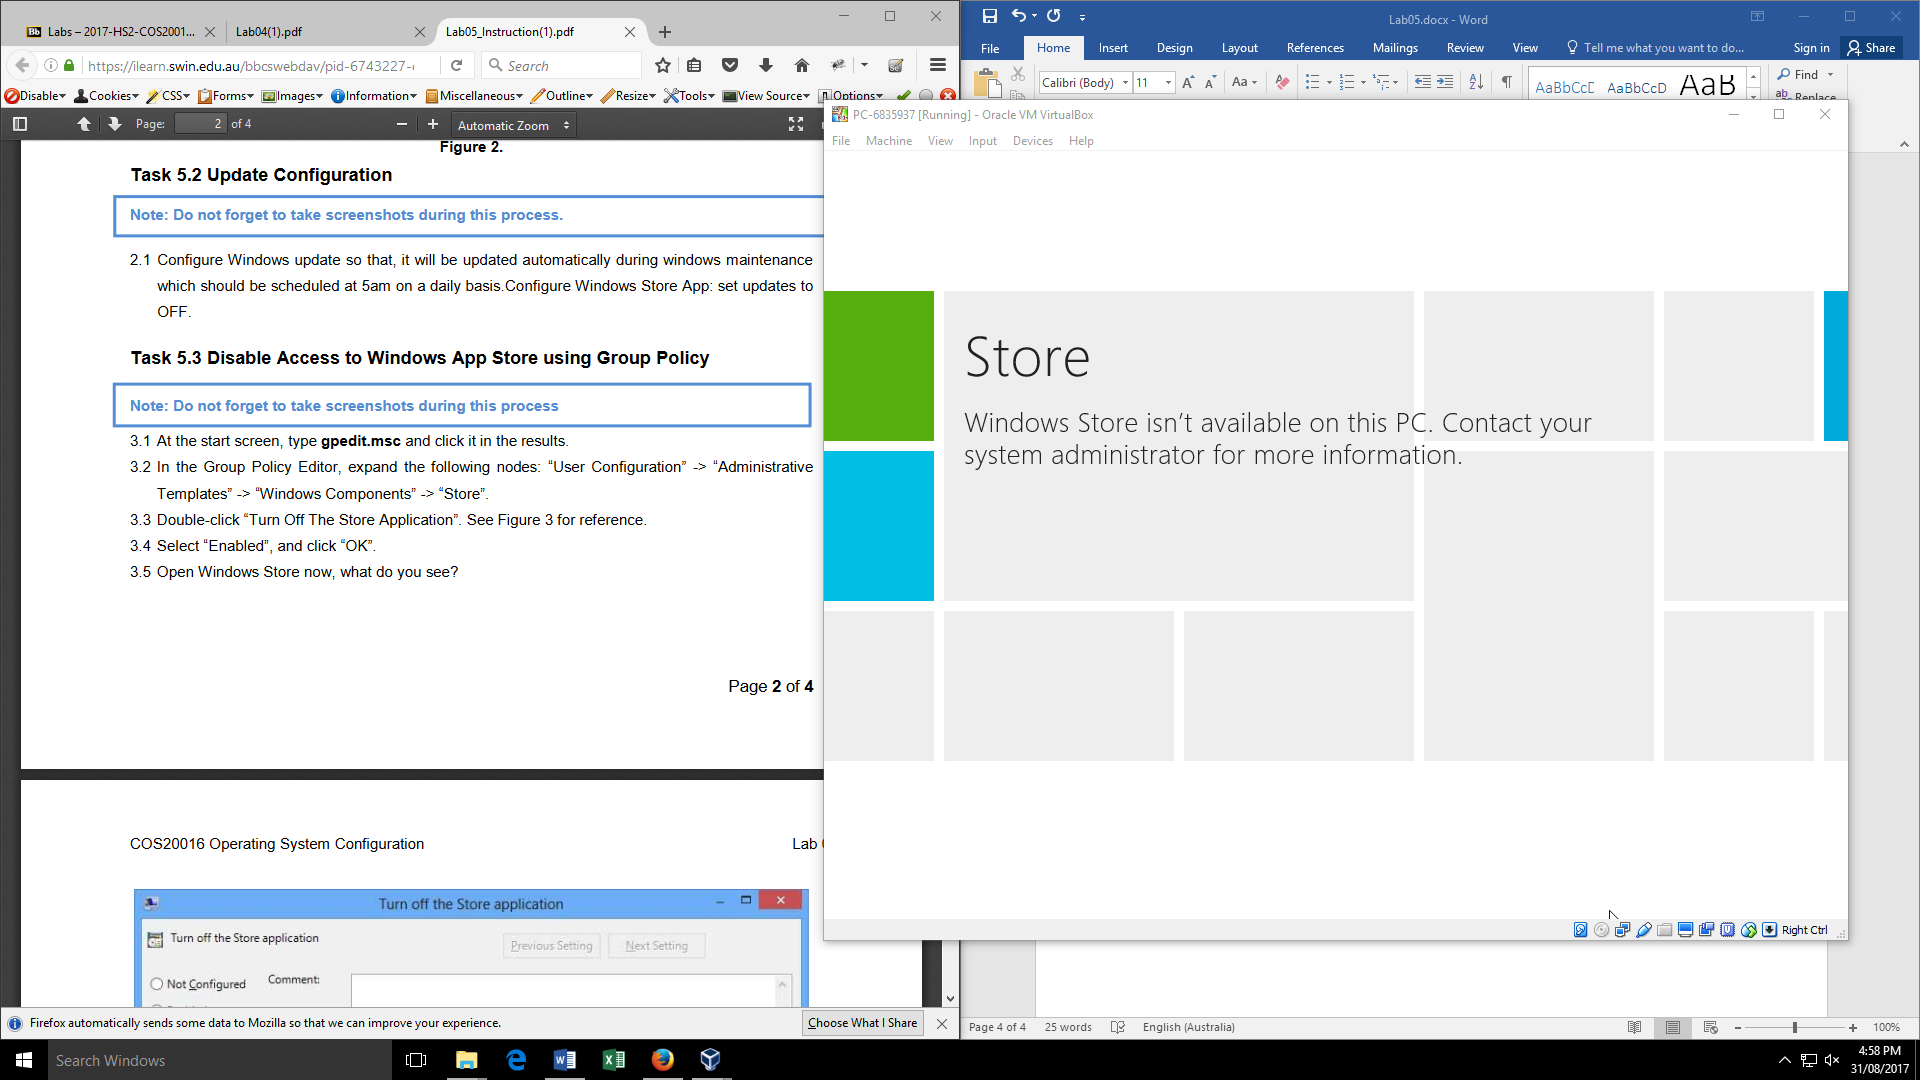 Labs – 2017-HS2-COS2001...
Lab04(1).pdf
Lab05_Instruction(1).pdf
https://ilearn.swin.edu.au/bbcswebdav/pid-6743227-
Search
Disable
Cookies
CSS
Forms
Images
Information
Miscellaneous
Outline
Resize
Tools
View Source
Options
Page: 2 of 4
Automatic Zoom
Figure 2.
Task 5.2 Update Configuration
Note: Do not forget to take screenshots during this process.
2.1 Configure Windows update so that, it will be updated automatically during windows maintenance
which should be scheduled at 5am on a daily basis.Configure Windows Store App: set updates to
OFF.
Task 5.3 Disable Access to Windows App Store using Group Policy
Note: Do not forget to take screenshots during this process
3.1 At the start screen, type gpedit.msc and click it in the results.
3.2 In the Group Policy Editor, expand the following nodes: “User Configuration” -> “Administrative
Templates” -> “Windows Components” -> “Store”.
3.3 Double-click “Turn Off The Store Application”. See Figure 3 for reference.
3.4 Select “Enabled”, and click “OK”.
3.5 Open Windows Store now, what do you see?
Page 2 of 4
COS20016 Operating System Configuration
Lab
Turn off the Store application
Turn off the Store application
Previous Setting
Next Setting
Not Configured
Comment:
Firefox automatically sends some data to Mozilla so that we can improve your experience.
Choose What I Share
Lab05.docx - Word
File
Home
Insert
Design
Layout
References
Mailings
Review
View
Tell me what you want to do...
Sign in
Share
Calibri (Body)
11
Aa
AaBbCcDc
AaBbCcD
AaB
Find
Replace
PC-6835937 [Running] - Oracle VM VirtualBox
File
Machine
View
Input
Devices
Help
Store
Windows Store isn’t available on this PC. Contact your
system administrator for more information.
Right Ctrl
Page 4 of 4
25 words
English (Australia)
100%
Search Windows
4:58 PM
31/08/2017